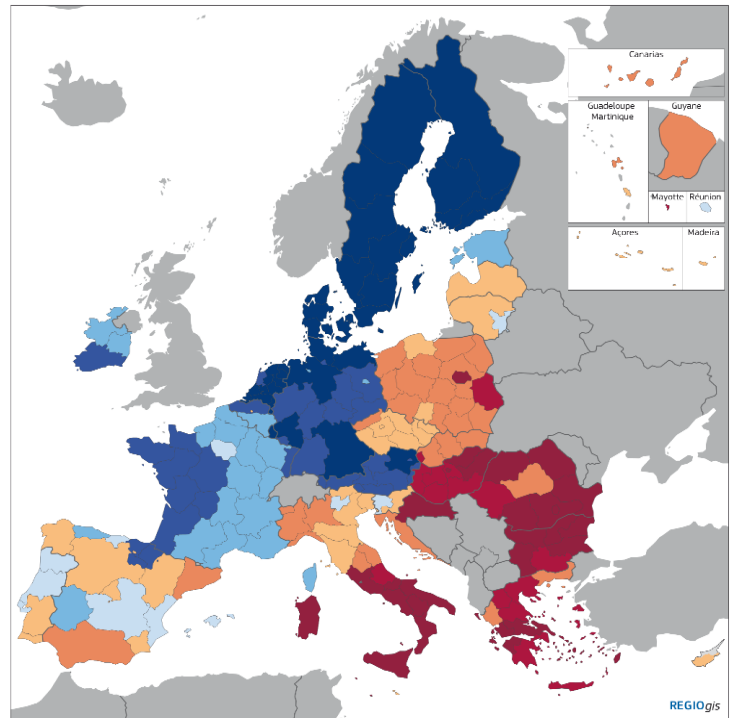 Canarias
Guadeloupe
Martinique
Guyane
Mayotte
Réunion
Açores
Madeira
REGIOgis